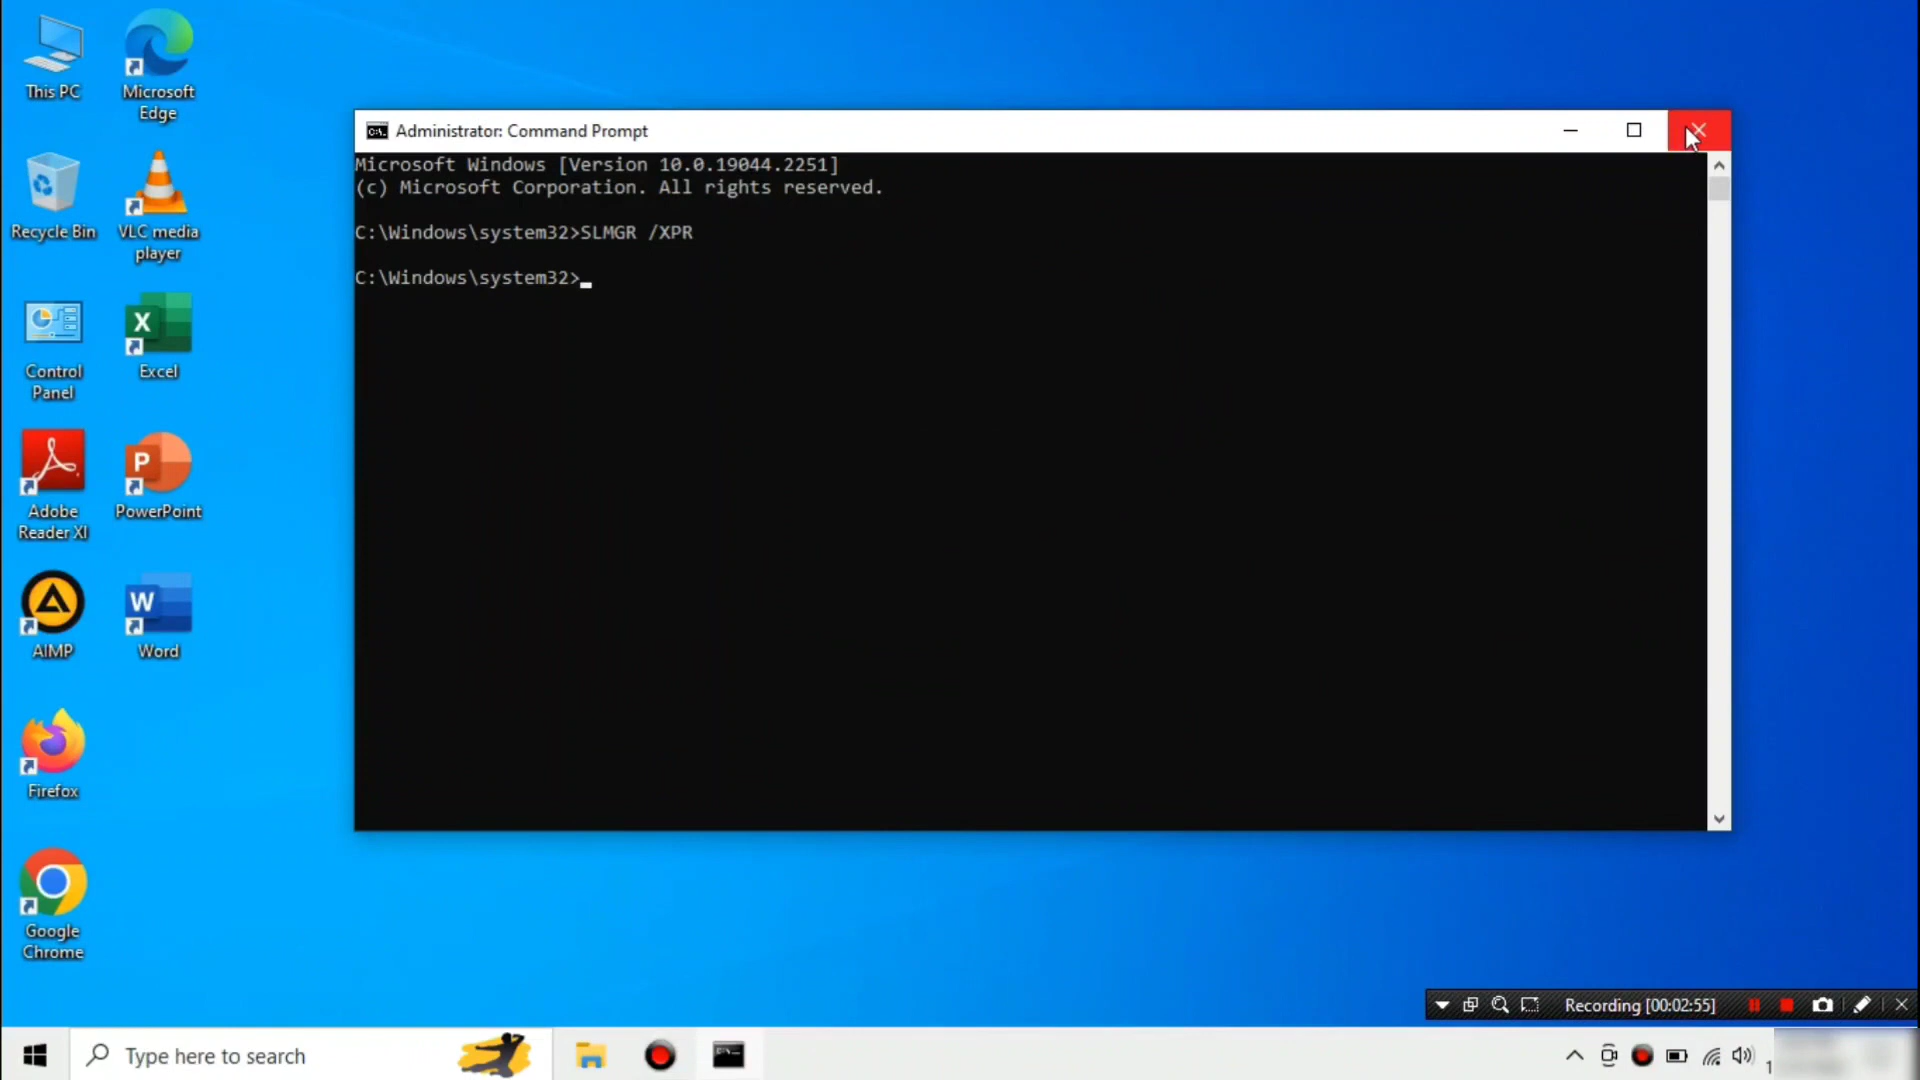 This PC
Microsoft
Edge
Recycle Bin
VLC media
player
Control
Panel
Excel
Adobe
Reader XI
PowerPoint
AIMP
Word
Firefox
Google
Chrome
Administrator: Command Prompt
Microsoft Windows [Version 10.0.19044.2251]
(c) Microsoft Corporation. All rights reserved.
C:\Windows\system32>SLMGR /XPR
C:\Windows\system32>
Recording [00:02:55]
Type here to search